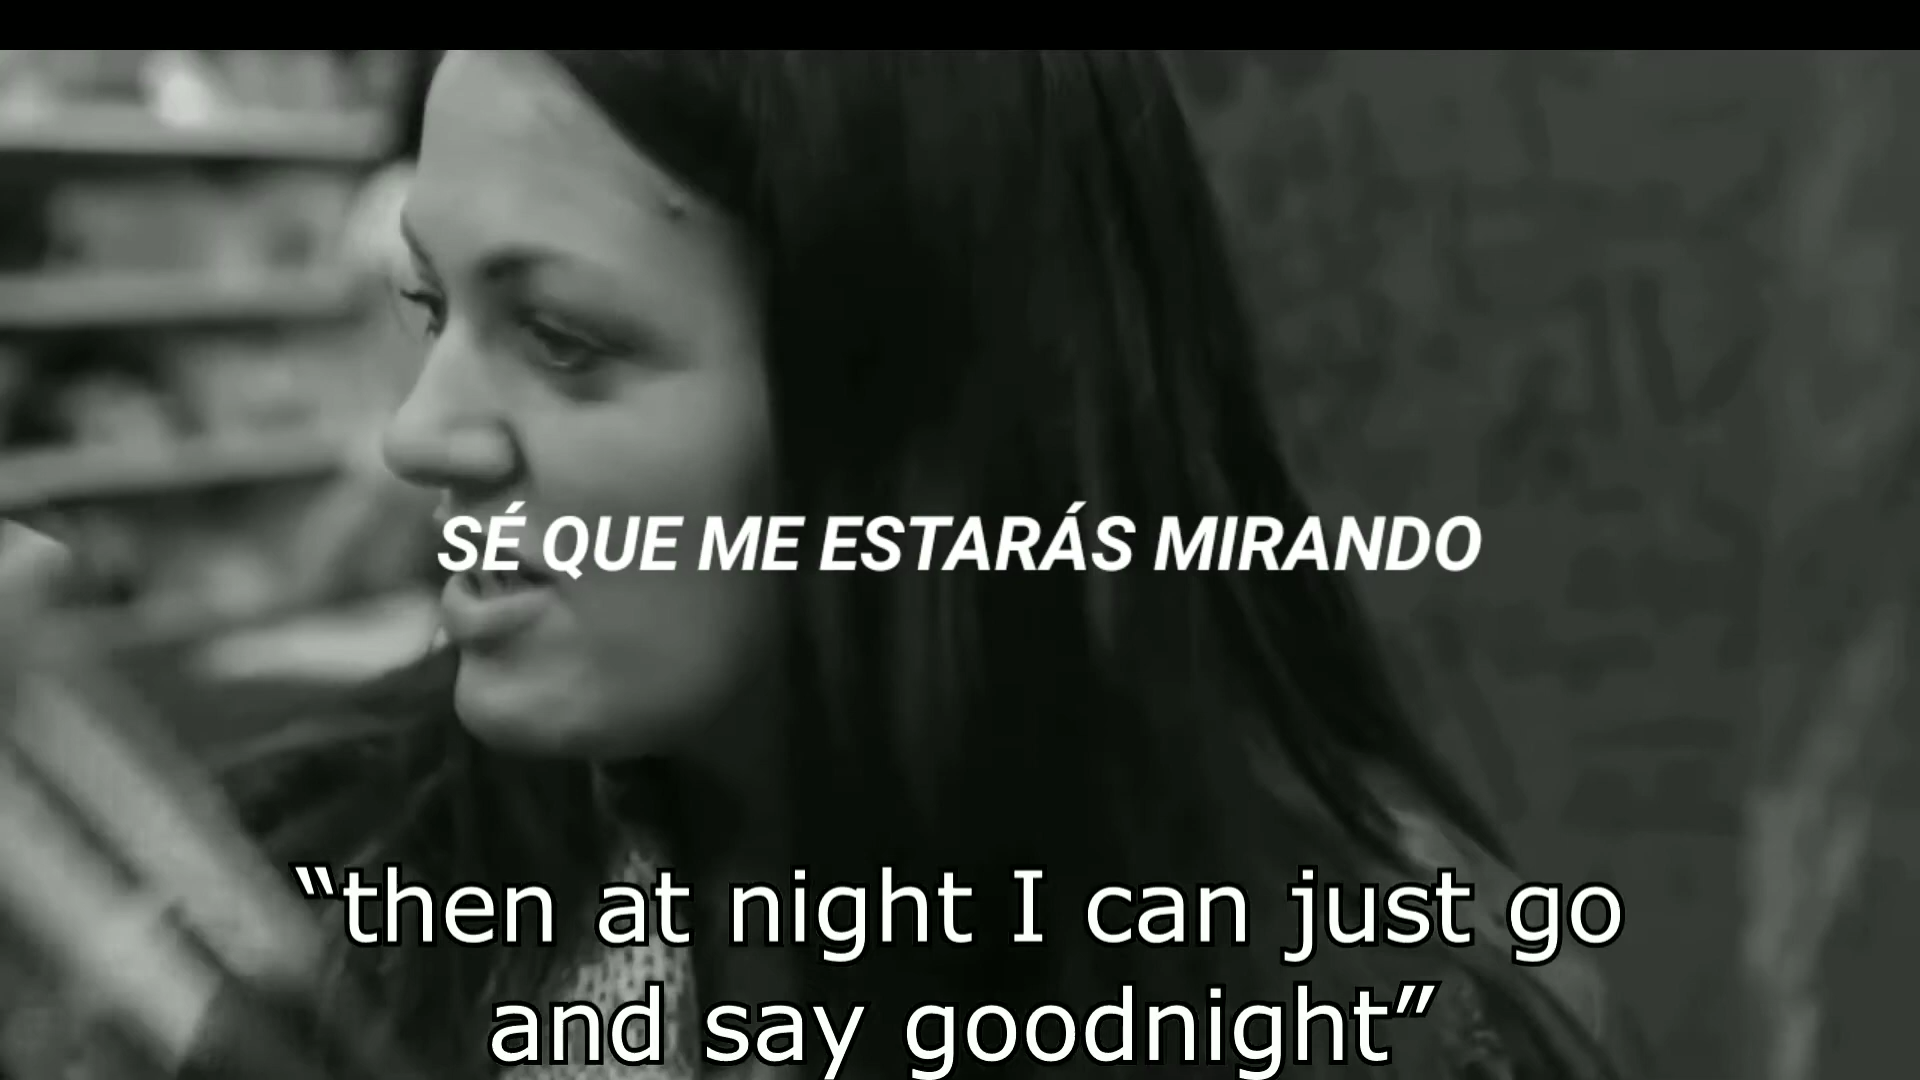 SÉ QUE ME ESTARÁS MIRANDO
“then at night I can just go
and say goodnight”